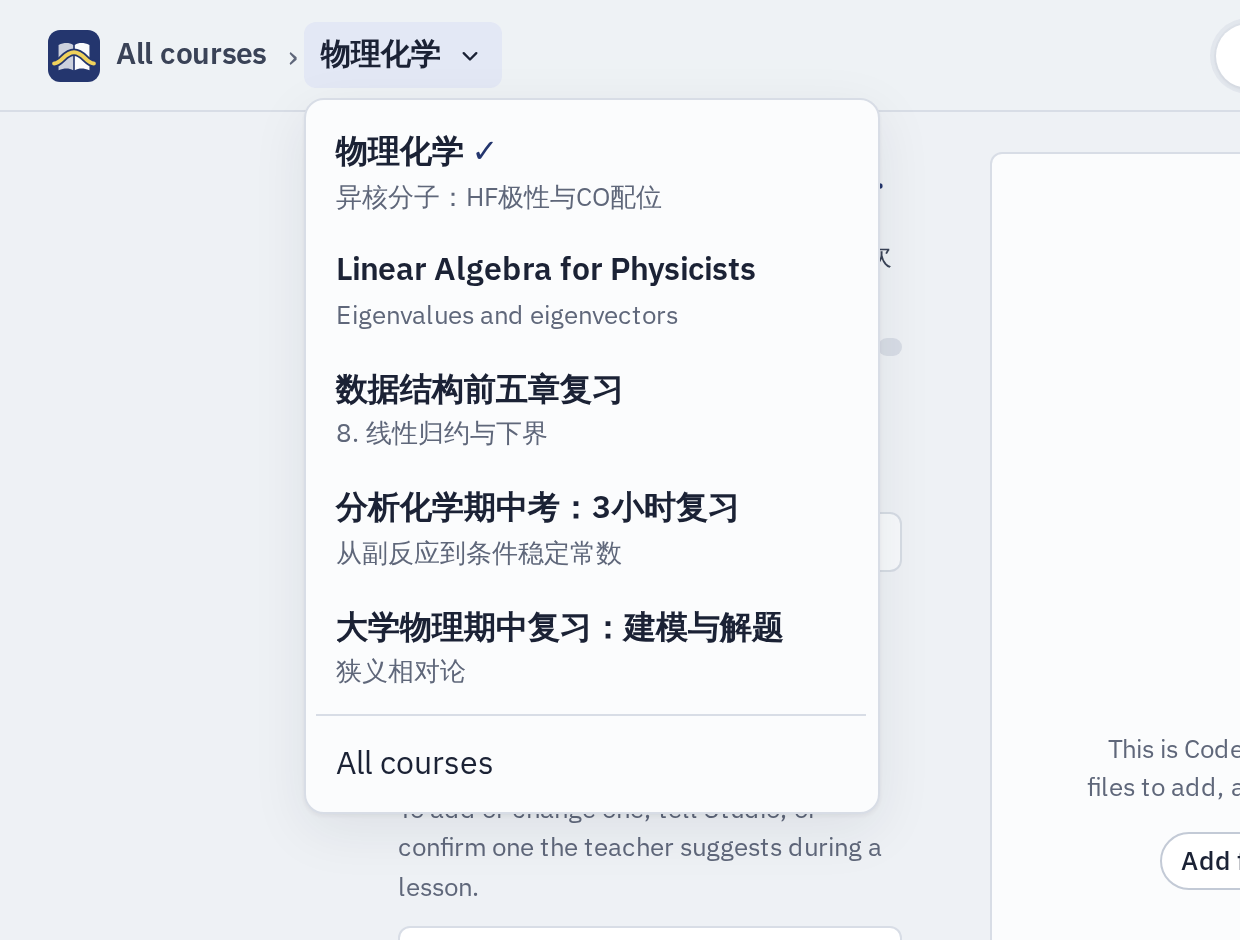 All courses › 物理化学
物理化学 ✓
异核分子：HF极性与CO配位
Linear Algebra for Physicists
Eigenvalues and eigenvectors
数据结构前五章复习
8. 线性归约与下界
分析化学期中考：3小时复习
从副反应到条件稳定常数
大学物理期中复习：建模与解题
狭义相对论
All courses
confirm one the teacher suggests during a
lesson.
This is Code
files to add, a
Add